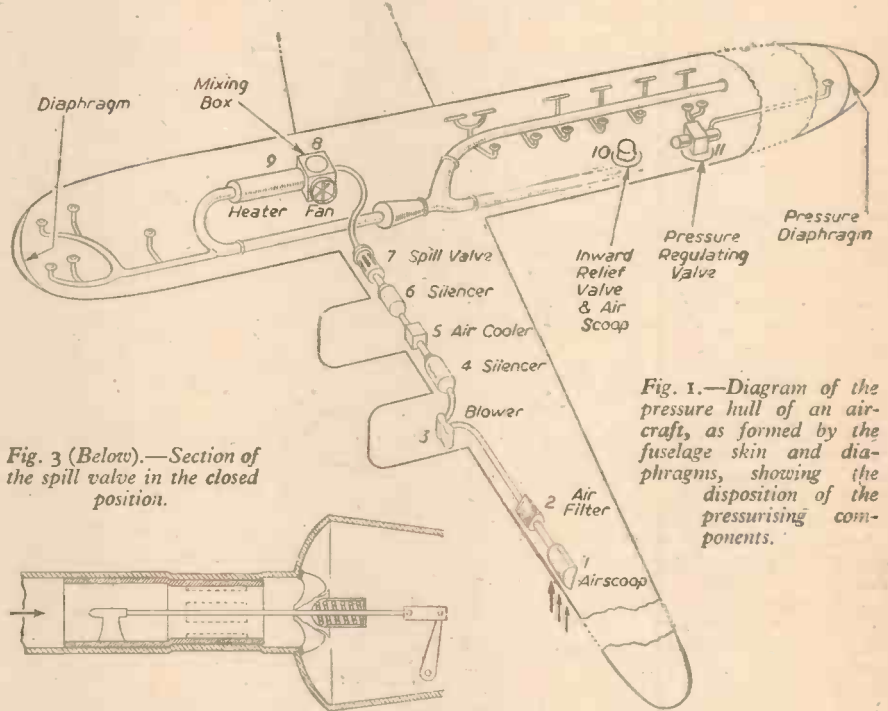 Diaphragm
Mixing
Box
8
9
Heater
Fan
7 Spill Valve
6 Silencer
5 Air Cooler
4 Silencer
Blower
3
2
Air
Filter
1
Airscoop
10
11
Inward
Relief
Valve
& Air
Scoop
Pressure
Regulating
Valve
Pressure
Diaphragm
Fig. 1.—Diagram of the
pressure hull of an air-
craft, as formed by the
fuselage skin and dia-
phragms, showing the
disposition of the
pressurising com-
ponents.
Fig. 3 (Below).—Section of
the spill valve in the closed
position.